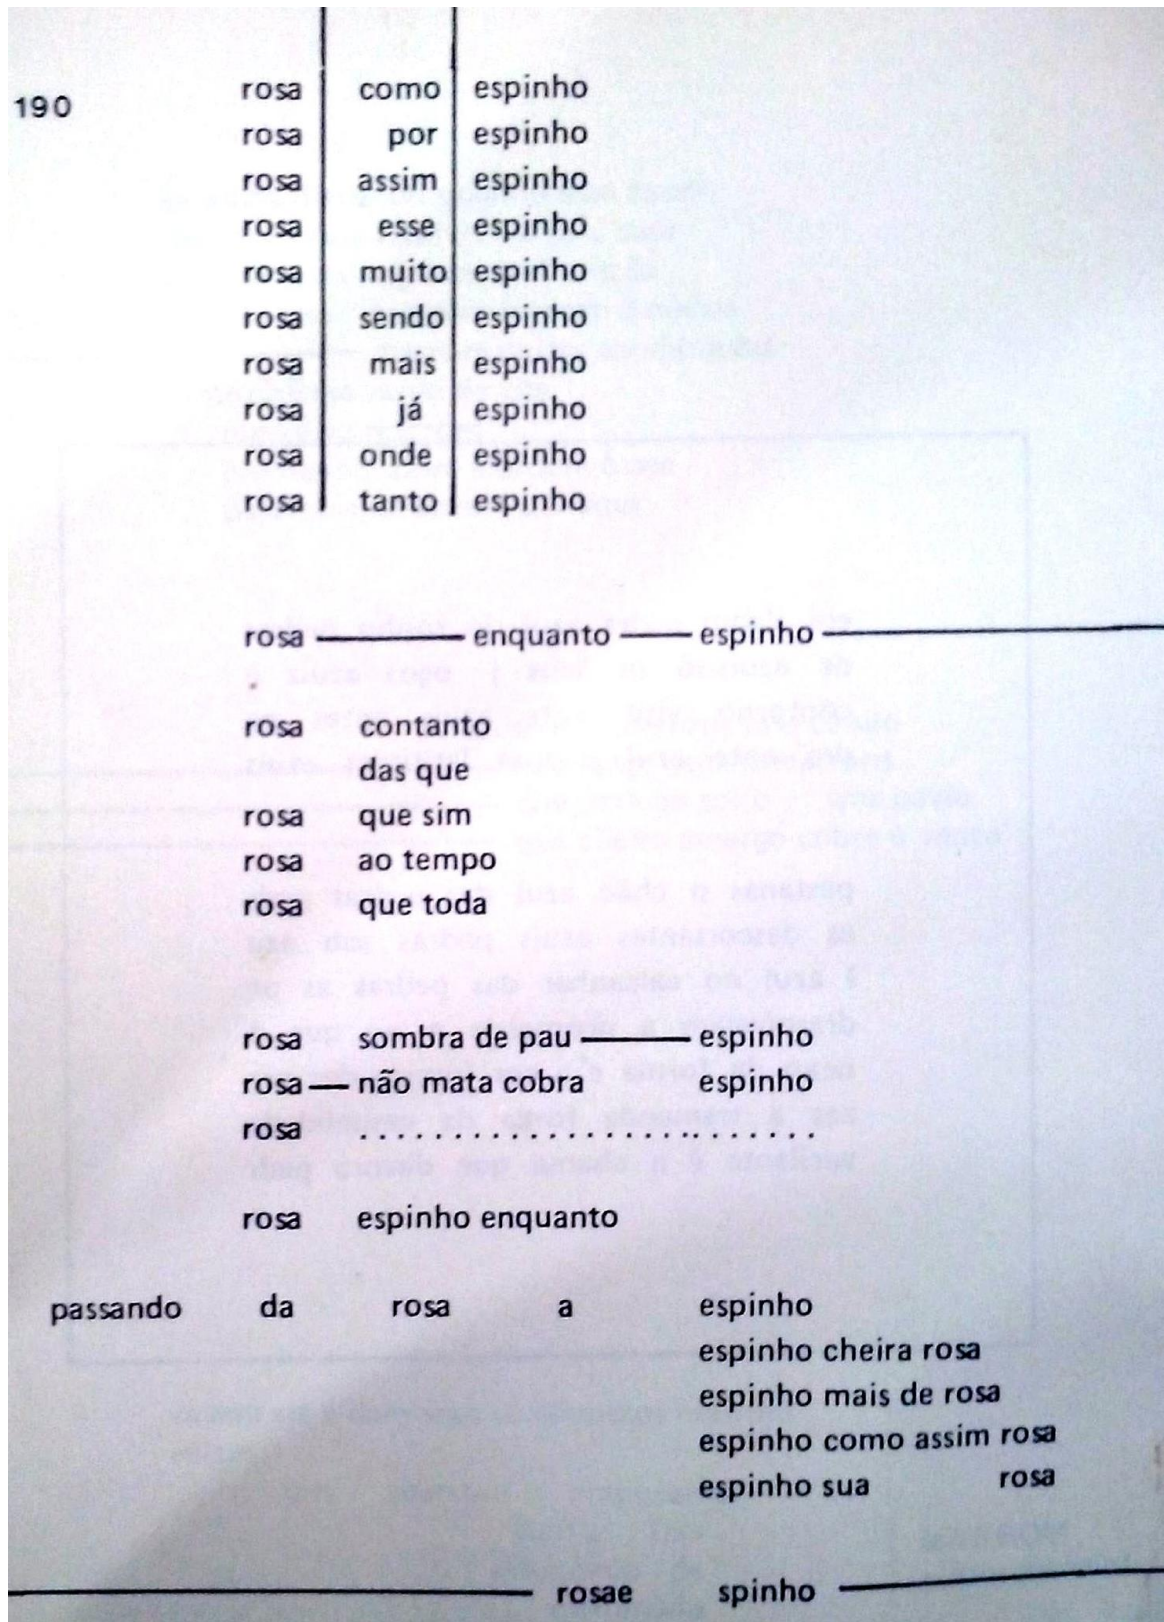 190
rosa como espinho
rosa por espinho
rosa assim espinho
rosa esse espinho
rosa muito espinho
rosa sendo espinho
rosa mais espinho
rosa já espinho
rosa onde espinho
rosa tanto espinho
rosa enquanto espinho
rosa contanto
das que
rosa que sim
rosa ao tempo
rosa que toda
rosa sombra de pau espinho
rosa não mata cobra espinho
rosa . . . . . . . . . . . . . . . . . . . . . . . . . .
rosa espinho enquanto
passando da rosa a espinho
espinho cheira rosa
espinho mais de rosa
espinho como assim rosa
espinho sua rosa
rosae spinho